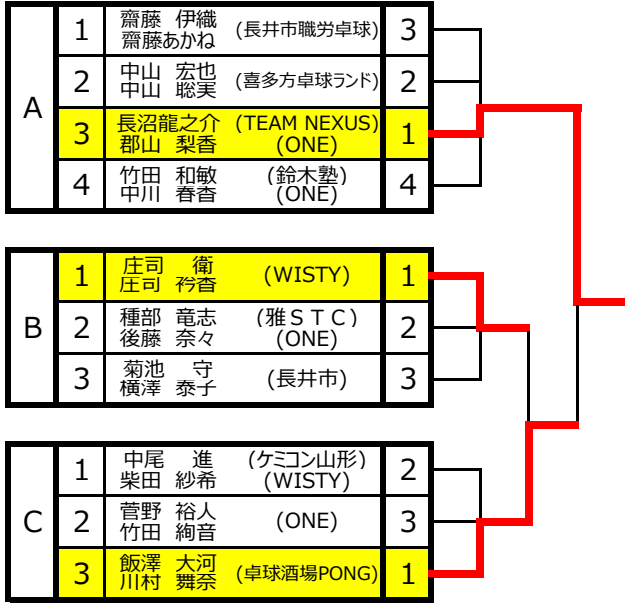 A
1 齋藤 伊織 (長井市職労卓球) 3
齋藤あかね
2 中山 宏也 (喜多方卓球ランド) 2
中山 聡実
3 長沼龍之介 (TEAM NEXUS) 1
郡山 梨香 (ONE)
4 竹田 和敏 (鈴木塾) 4
中川 春香 (ONE)
B
1 庄司 衛 (WISTY) 1
庄司 衿香
2 種部 竜志 (雅STC) 2
後藤 奈々 (ONE)
3 菊池 守 (長井市) 3
横澤 泰子
C
1 中尾 進 (ケミコン山形) 2
柴田 紗希 (WISTY)
2 菅野 裕人 (ONE) 3
竹田 絢音
3 飯澤 大河 (卓球酒場PONG) 1
川村 舞奈